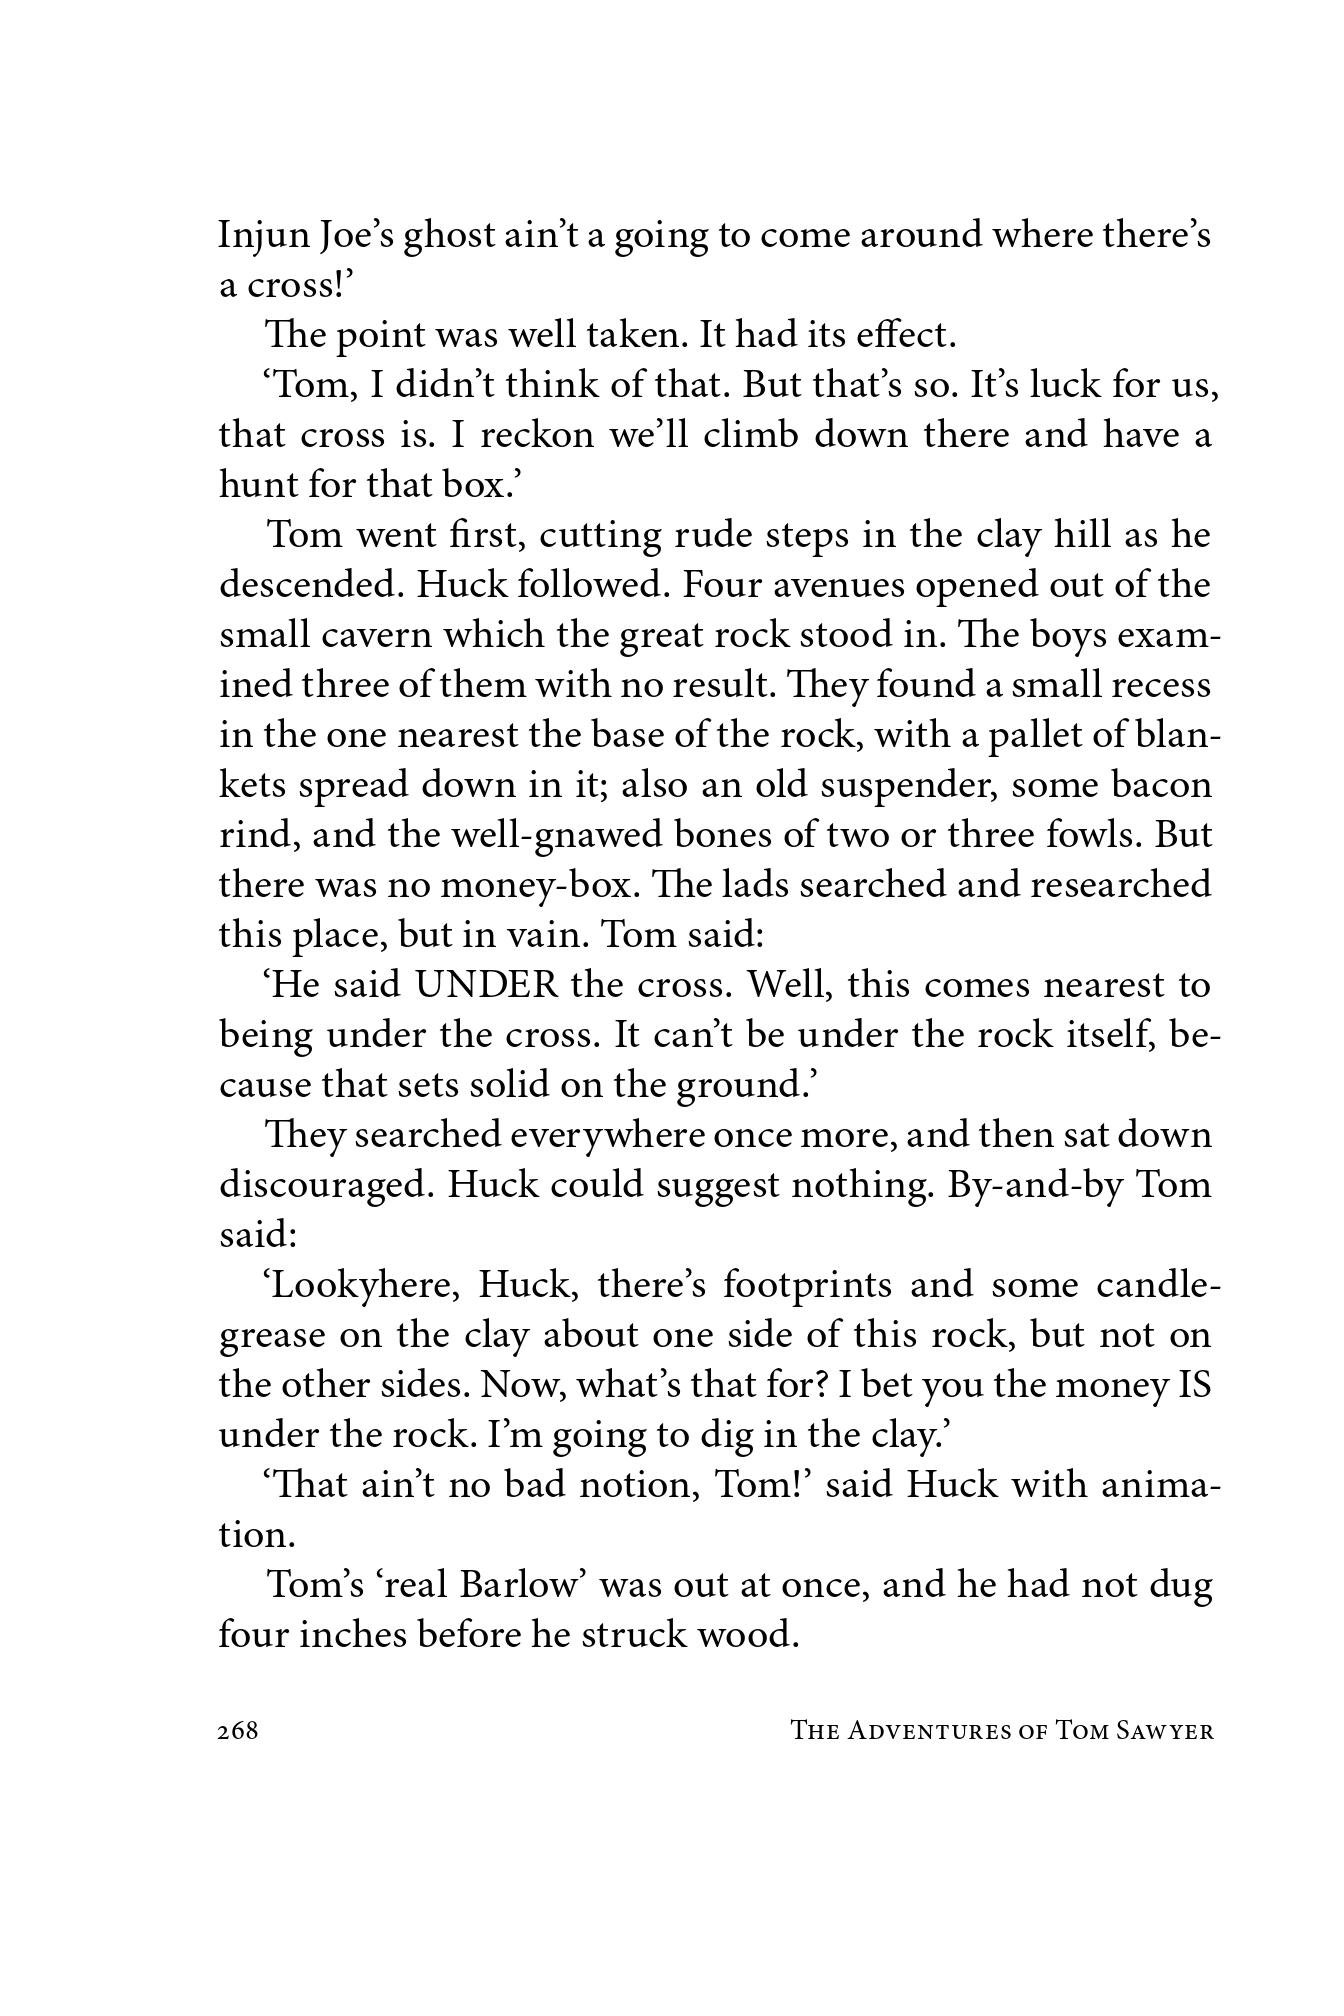 Injun Joe’s ghost ain’t a going to come around where there’s
a cross!’
The point was well taken. It had its effect.
‘Tom, I didn’t think of that. But that’s so. It’s luck for us,
that cross is. I reckon we’ll climb down there and have a
hunt for that box.’
Tom went first, cutting rude steps in the clay hill as he
descended. Huck followed. Four avenues opened out of the
small cavern which the great rock stood in. The boys exam-
ined three of them with no result. They found a small recess
in the one nearest the base of the rock, with a pallet of blan-
kets spread down in it; also an old suspender, some bacon
rind, and the well-gnawed bones of two or three fowls. But
there was no money-box. The lads searched and researched
this place, but in vain. Tom said:
‘He said UNDER the cross. Well, this comes nearest to
being under the cross. It can’t be under the rock itself, be-
cause that sets solid on the ground.’
They searched everywhere once more, and then sat down
discouraged. Huck could suggest nothing. By-and-by Tom
said:
‘Lookyhere, Huck, there’s footprints and some candle-
grease on the clay about one side of this rock, but not on
the other sides. Now, what’s that for? I bet you the money IS
under the rock. I’m going to dig in the clay.’
‘That ain’t no bad notion, Tom!’ said Huck with anima-
tion.
Tom’s ‘real Barlow’ was out at once, and he had not dug
four inches before he struck wood.
268 The Adventures of Tom Sawyer